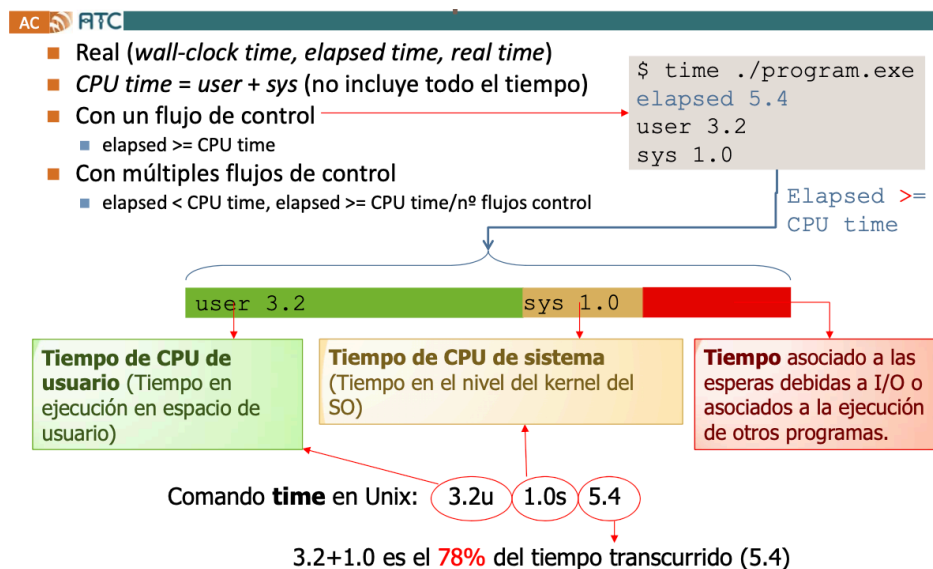 AC ATC
Real (wall-clock time, elapsed time, real time)
CPU time = user + sys (no incluye todo el tiempo)
Con un flujo de control
elapsed >= CPU time
Con múltiples flujos de control
elapsed < CPU time, elapsed >= CPU time/nº flujos control
$ time ./program.exe
elapsed 5.4
user 3.2
sys 1.0
Elapsed >=
CPU time
user 3.2 sys 1.0
Tiempo de CPU de
usuario (Tiempo en
ejecución en espacio de
usuario)
Tiempo de CPU de sistema
(Tiempo en el nivel del kernel del
SO)
Tiempo asociado a las
esperas debidas a I/O o
asociados a la ejecución
de otros programas.
Comando time en Unix: 3.2u 1.0s 5.4
3.2+1.0 es el 78% del tiempo transcurrido (5.4)